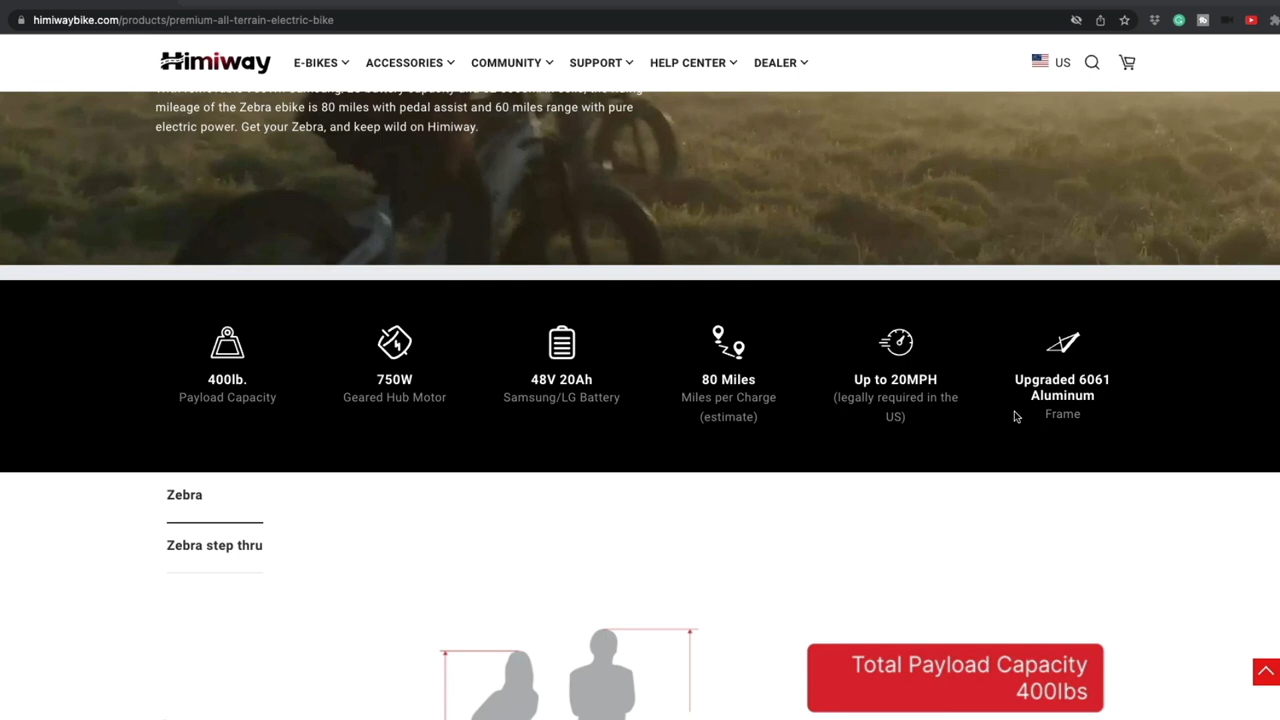 himiwaybike.com/products/premium-all-terrain-electric-bike
Himiway
E-BIKES
ACCESSORIES
COMMUNITY
SUPPORT
HELP CENTER
DEALER
US
mileage of the Zebra ebike is 80 miles with pedal assist and 60 miles range with pure
electric power. Get your Zebra, and keep wild on Himiway.
400lb.
Payload Capacity
750W
Geared Hub Motor
48V 20Ah
Samsung/LG Battery
80 Miles
Miles per Charge
(estimate)
Up to 20MPH
(legally required in the
US)
Upgraded 6061
Aluminum
Frame
Zebra
Zebra step thru
Total Payload Capacity
400lbs